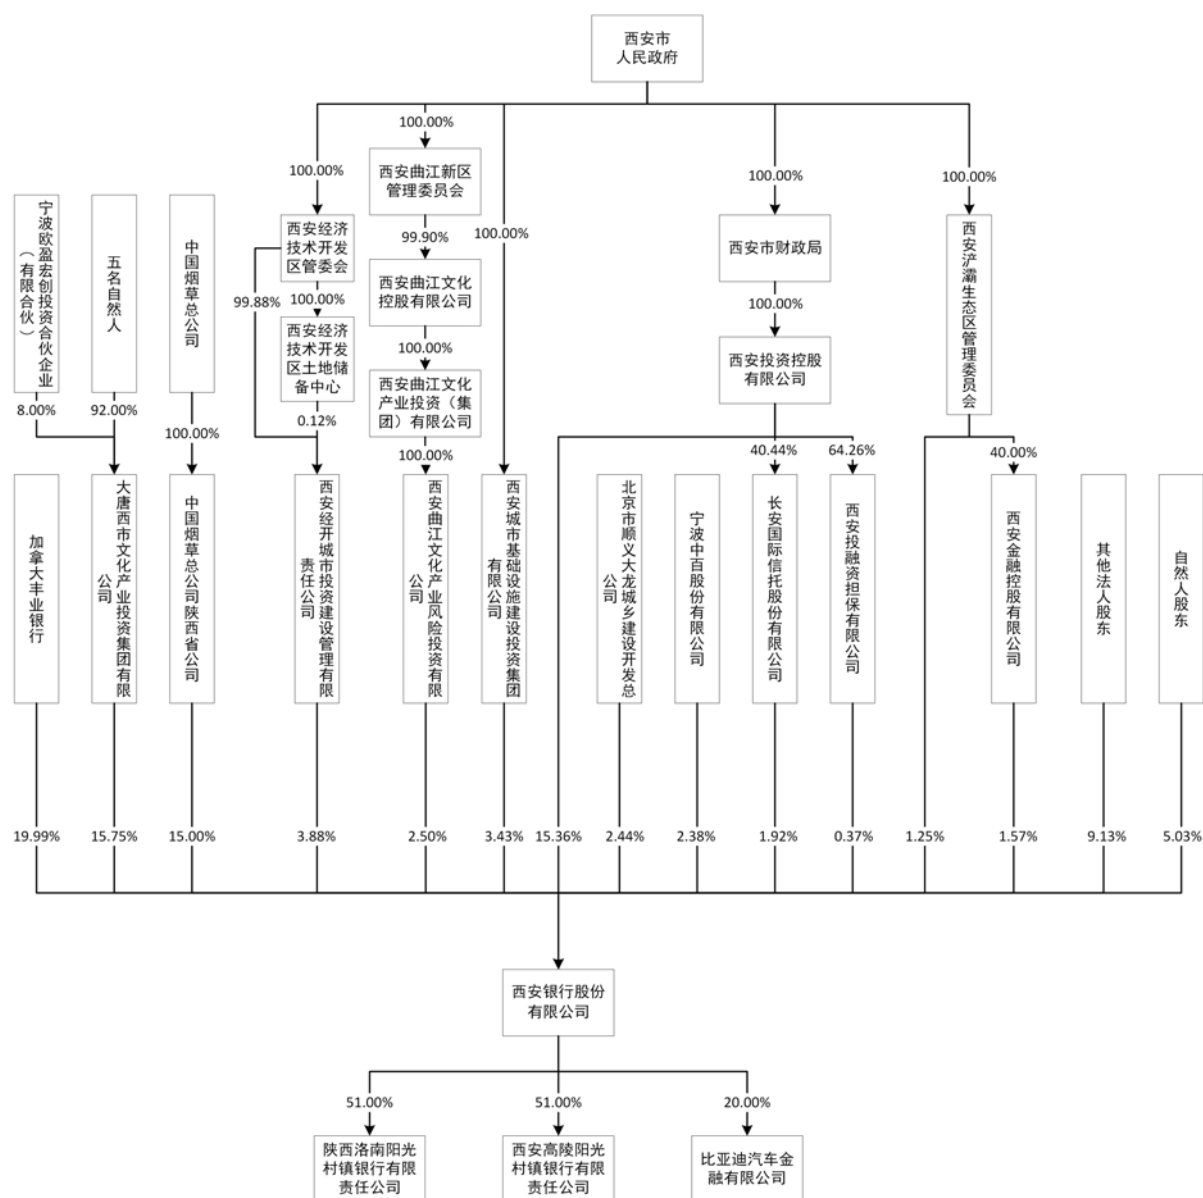 西安市
人民政府
100.00%
100.00%
100.00%
100.00%
100.00%
西安曲江新区
管理委员会
宁波欧盈宏创投资合伙企业
（有限合伙）
五名自然人
中国烟草总公司
西安经济
技术开发
区管委会
99.90%
100.00%
西安市财政局
西安浐灞生态区管理委员会
99.88%
100.00%
西安曲江文化
控股有限公司
100.00%
西安经济
技术开发
区土地储
备中心
100.00%
西安投资控股
有限公司
西安曲江文化
产业投资（集
团）有限公司
8.00%
92.00%
0.12%
100.00%
100.00%
40.44%
64.26%
40.00%
加拿大丰业银行
大唐西市文化产业投资集团有限
公司
中国烟草总公司陕西省公司
西安经开城市投资建设管理有限
责任公司
西安曲江文化产业风险投资有限
公司
西安城市基础设施建设投资集团
有限公司
北京市顺义大龙城乡建设开发总
公司
宁波中百股份有限公司
长安国际信托股份有限公司
西安投融资担保有限公司
西安金融控股有限公司
其他法人股东
自然人股东
19.99%
15.75%
15.00%
3.88%
2.50%
3.43%
15.36%
2.44%
2.38%
1.92%
0.37%
1.25%
1.57%
9.13%
5.03%
西安银行股份
有限公司
51.00%
51.00%
20.00%
陕西洛南阳光
村镇银行有限
责任公司
西安高陵阳光
村镇银行有限
责任公司
比亚迪汽车金
融有限公司